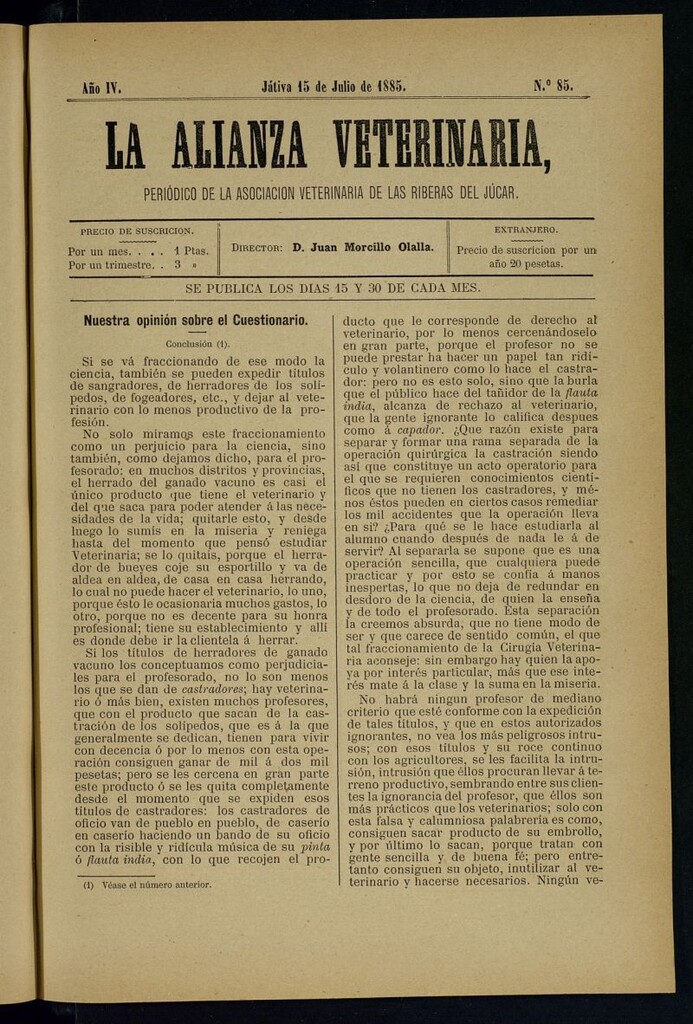 Año IV. Játiva 15 de Julio de 1885. N.º 85.
LA ALIANZA VETERINARIA,
PERIÓDICO DE LA ASOCIACION VETERINARIA DE LAS RIBERAS DEL JÚCAR.
PRECIO DE SUSCRICION.
Por un mes. . . . 1 Ptas.
Por un trimestre. . 3 »
DIRECTOR: D. Juan Morcillo Olalla.
EXTRANJERO.
Precio de suscricion por un
año 20 pesetas.
SE PUBLICA LOS DIAS 15 Y 30 DE CADA MES.
Nuestra opinión sobre el Cuestionario.
Conclusión (1).
Si se vá fraccionando de ese modo la
ciencia, también se pueden expedir títulos
de sangradores, de herradores de los solí-
pedos, de fogeadores, etc., y dejar al vete-
rinario con lo menos productivo de la pro-
fesión.
No solo miramos este fraccionamiento
como un perjuicio para la ciencia, sino
también, como dejamos dicho, para el pro-
fesorado; en muchos distritos y provincias,
el herrado del ganado vacuno es casi el
único producto que tiene el veterinario y
del que saca para poder atender á las nece-
sidades de la vida; quitarle esto, y desde
luego lo sumis en la miseria y reniega
hasta del momento que pensó estudiar
Veterinaria; se lo quitais, porque el herra-
dor de bueyes coje su esportillo y va de
aldea en aldea, de casa en casa herrando,
lo cual no puede hacer el veterinario, lo uno,
porque ésto le ocasionaria muchos gastos, lo
otro, porque no es decente para su honra
profesional; tiene su establecimiento y allí
es donde debe ir la clientela á herrar.
Si los títulos de herradores de ganado
vacuno los conceptuamos como perjudicia-
les para el profesorado, no lo son menos
los que se dan de castradores; hay veterina-
rio ó más bien, existen muchos profesores,
que con el producto que sacan de la cas-
tración de los solípedos, que es á la que
generalmente se dedican, tienen para vivir
con decencia ó por lo menos con esta ope-
ración consiguen ganar de mil á dos mil
pesetas; pero se les cercena en gran parte
este producto ó se les quita completamente
desde el momento que se expiden esos
títulos de castradores: los castradores de
oficio van de pueblo en pueblo, de caserío
en caserío haciendo un bando de su oficio
con la risible y ridícula música de su pinta
ó flauta india, con lo que recojen el pro-
(1) Véase el número anterior.
ducto que le corresponde de derecho al
veterinario, por lo menos cercenándoselo
en gran parte, porque el profesor no se
puede prestar ha hacer un papel tan ridí-
culo y volantinero como lo hace el castra-
dor: pero no es esto solo, sino que la burla
que el público hace del tañidor de la flauta
india, alcanza de rechazo al veterinario,
que la gente ignorante lo califica despues
como á capador. ¿Que razón existe para
separar y formar una rama separada de la
operación quirúrgica la castración siendo
así que constituye un acto operatorio para
el que se requieren conocimientos científi-
ficos que no tienen los castradores, y mé-
nos éstos pueden en ciertos casos remediar
los mil accidentes que la operación lleva
en si? ¿Para qué se le hace estudiarla al
alumno cuando después de nada le á de
servir? Al separarla se supone que es una
operación sencilla, que cualquiera puede
practicar y por esto se confia á manos
inespertas, lo que no deja de redundar en
desdoro de la ciencia, de quien la enseña
y de todo el profesorado. Esta separación
la creemos absurda; que no tiene modo de
ser y que carece de sentido común, el que
tal fraccionamiento de la Cirugía Veterina-
ria aconseje: sin embargo hay quien la apo-
ya por interés particular, más que ese inte-
rés mate á la clase y la suma en la miseria.
No habrá ningun profesor de mediano
criterio que esté conforme con la expedición
de tales títulos, y que en estos autorizados
ignorantes, no vea los más peligrosos intru-
sos; con esos títulos y su roce continuo
con los agricultores, se les facilita la intru-
sión, intrusión que éllos procuran llevar á te-
rreno productivo, sembrando entre sus clien-
tes la ignorancia del profesor, que éllos son
más prácticos que los veterinarios; solo con
esta falsa y calumniosa palabrería es como,
consiguen sacar producto de su embrollo,
y por último lo sacan, porque tratan con
gente sencilla y de buena fé; pero entre-
tanto consiguen su objeto, inutilizar al ve-
terinario y hacerse necesarios. Ningún ve-